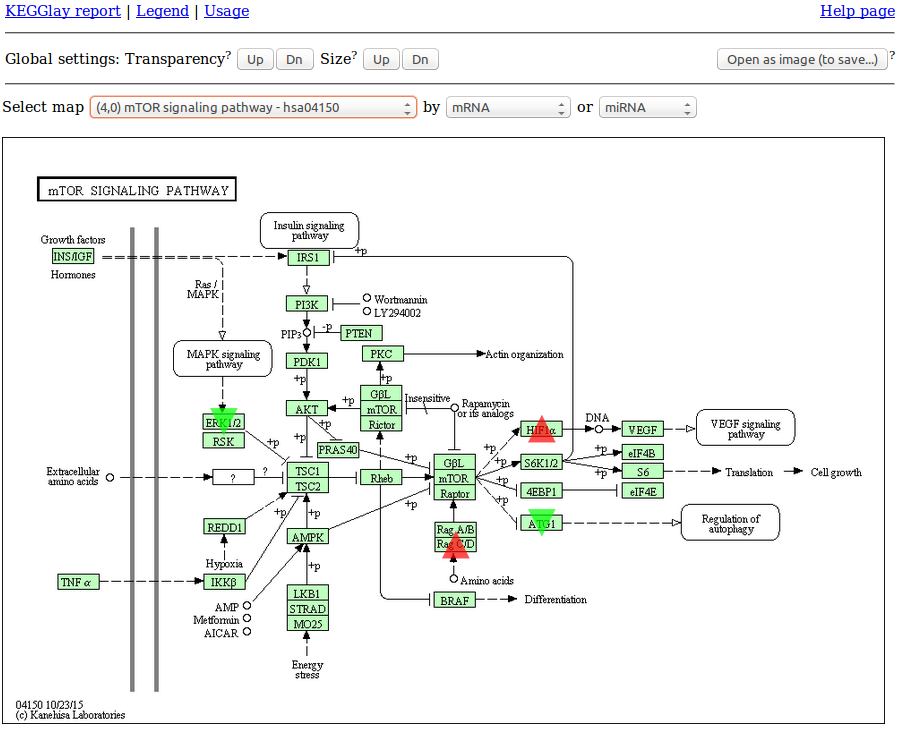 KEGGlay report | Legend | Usage Help page
Global settings: Transparency? Up Dn Size? Up Dn Open as image (to save...) ?
Select map (4,0) mTOR signaling pathway - hsa04150 by mRNA or miRNA
mTOR SIGNALING PATHWAY
Insulin signaling
pathway
Growth factors
INS/IGF
Hormones
IRS1
+p
Ras /
MAPK
PI3K
Wortmannin
LY294002
PIP3
-p
PTEN
MAPK signaling
pathway
PDK1
PKC
Actin organization
+p
+p
GβL
mTOR
Rictor
AKT
+p
Insensitive
Rapamycin
or its analogs
ERK1/2
RSK
+p
+p
+p
PRAS40
+p
HIF1α
DNA
VEGF
VEGF signaling
pathway
+p
Extracellular
amino acids
?
?
TSC1
TSC2
Rheb
GβL
mTOR
Raptor
+p
S6K1/2
+p
+p
eIF4B
S6
Translation
Cell growth
+p
4EBP1
eIF4E
+p
+p
+p
+p
REDD1
Hypoxia
AMPK
Rag A/B
Rag C/D
ATG1
Regulation of
autophagy
TNFα
IKKβ
+p
Amino acids
AMP
Metformin
AICAR
LKB1
STRAD
MO25
BRAF
Differentiation
Energy
stress
04150 10/23/15
(c) Kanehisa Laboratories